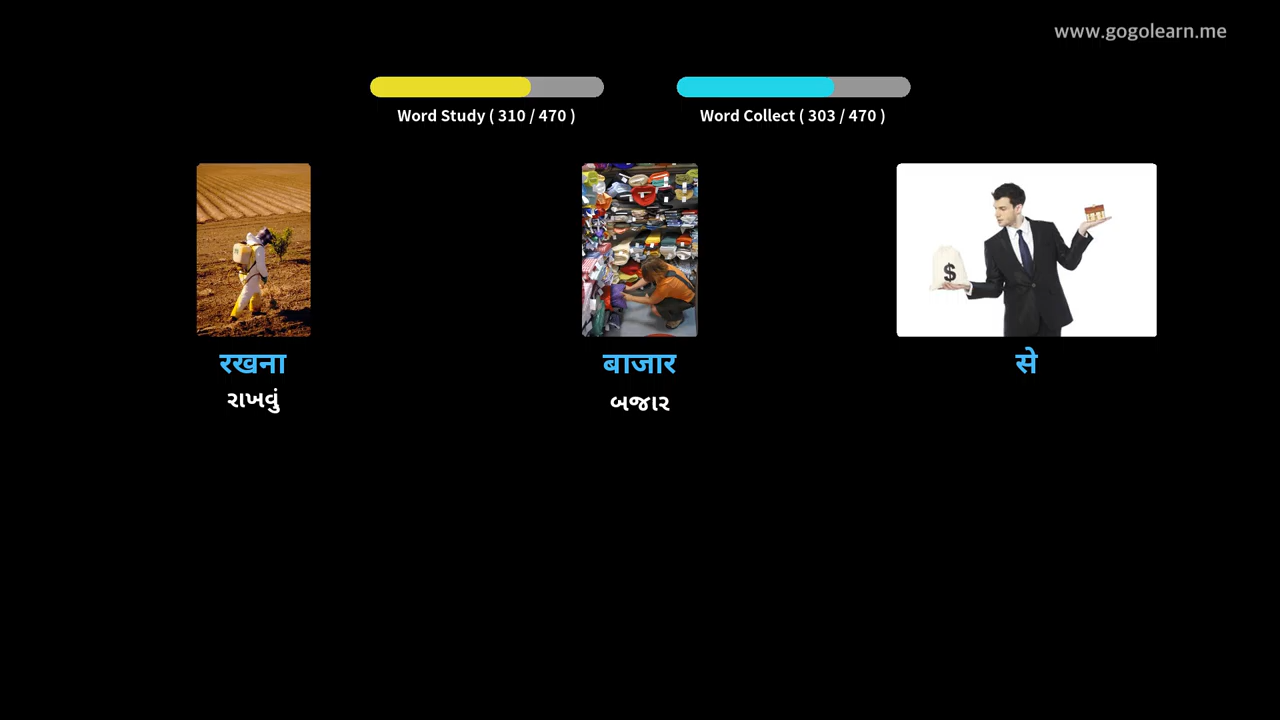 www.gogolearn.me
Word Study ( 310 / 470 )
Word Collect ( 303 / 470 )
$
रखना
बाजार
से
રાખવું
બજાર